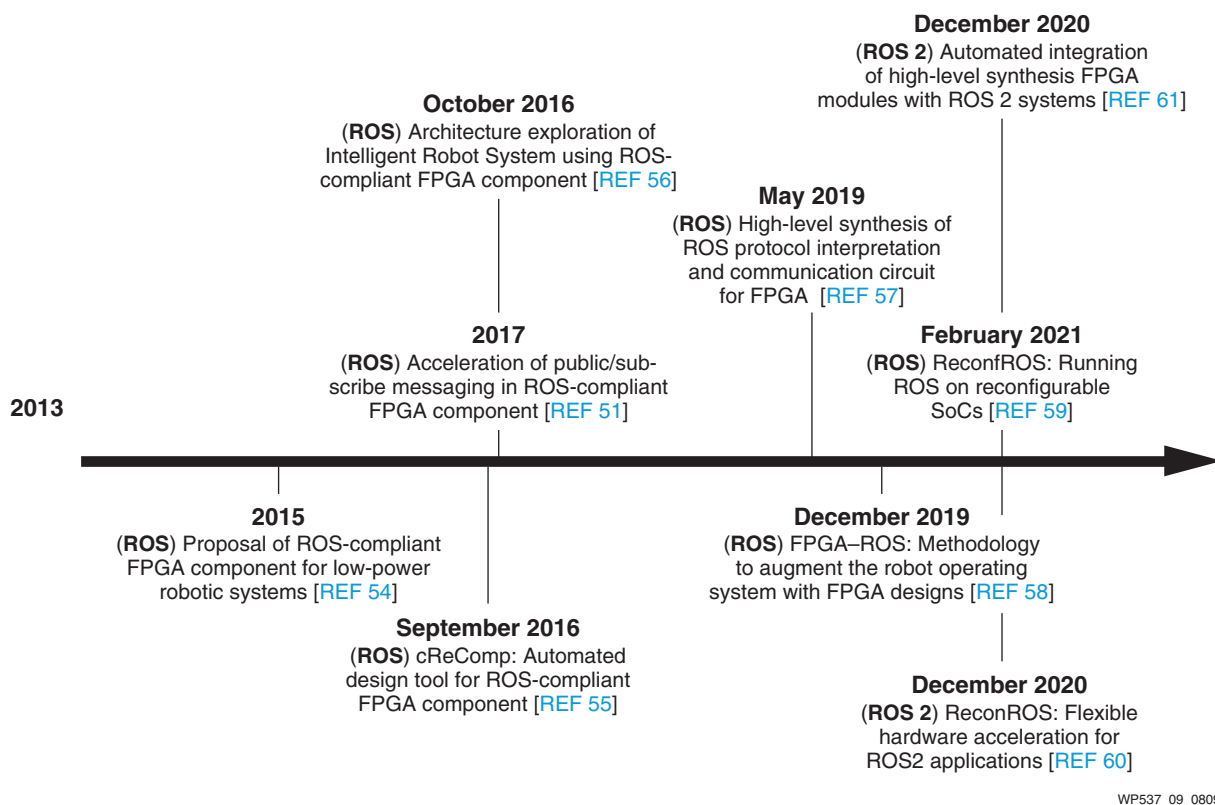 December 2020
(ROS 2) Automated integration
of high-level synthesis FPGA
modules with ROS 2 systems [REF 61]
October 2016
(ROS) Architecture exploration of
Intelligent Robot System using ROS-
compliant FPGA component [REF 56]
May 2019
(ROS) High-level synthesis of
ROS protocol interpretation
and communication circuit
for FPGA [REF 57]
2017
(ROS) Acceleration of public/sub-
scribe messaging in ROS-compliant
FPGA component [REF 51]
February 2021
(ROS) ReconfROS: Running
ROS on reconfigurable
SoCs [REF 59]
2013
2015
(ROS) Proposal of ROS-compliant
FPGA component for low-power
robotic systems [REF 54]
December 2019
(ROS) FPGA–ROS: Methodology
to augment the robot operating
system with FPGA designs [REF 58]
September 2016
(ROS) cReComp: Automated
design tool for ROS-compliant
FPGA component [REF 55]
December 2020
(ROS 2) ReconROS: Flexible
hardware acceleration for
ROS2 applications [REF 60]
WP537_09_0809